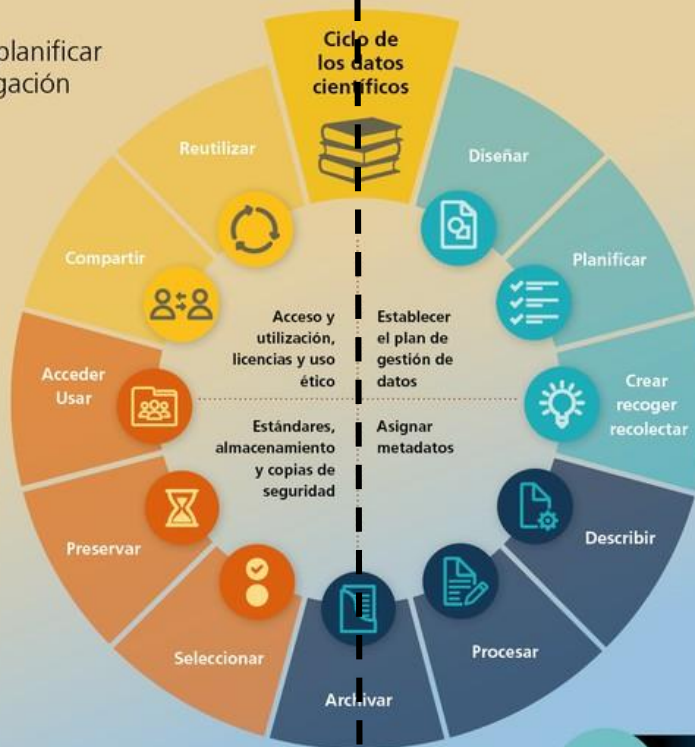 planificar
gación
Ciclo de
los datos
científicos
Diseñar
Planificar
Crear
recoger
recolectar
Describir
Procesar
Archivar
Seleccionar
Preservar
Acceder
Usar
Compartir
Reutilizar
Acceso y
utilización,
licencias y uso
ético
Establecer
el plan de
gestión de
datos
Estándares,
almacenamiento
y copias de
seguridad
Asignar
metadatos